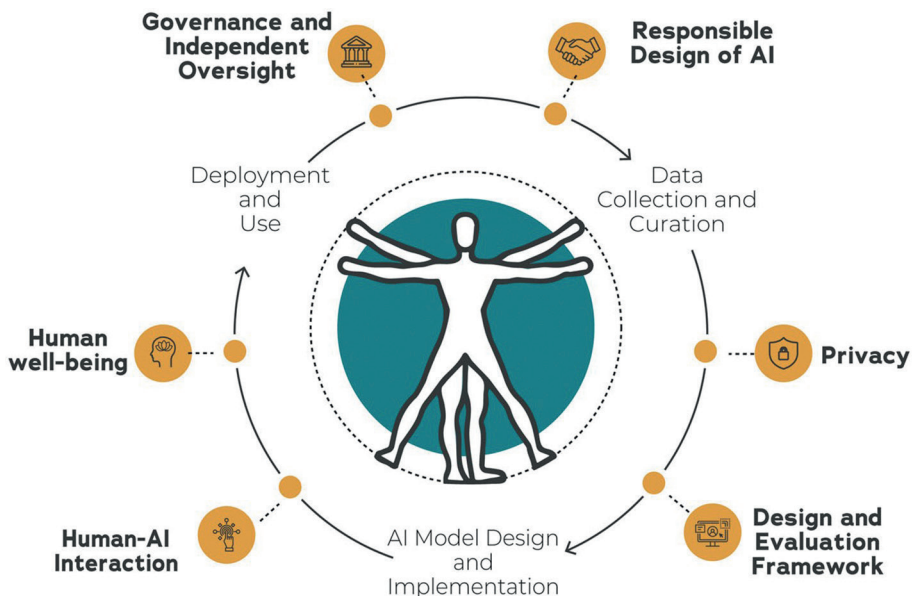 Governance and
Independent
Oversight
Responsible
Design of AI
Deployment
and
Use
Data
Collection and
Curation
Human
well-being
Privacy
Human-AI
Interaction
AI Model Design
and
Implementation
Design and
Evaluation
Framework